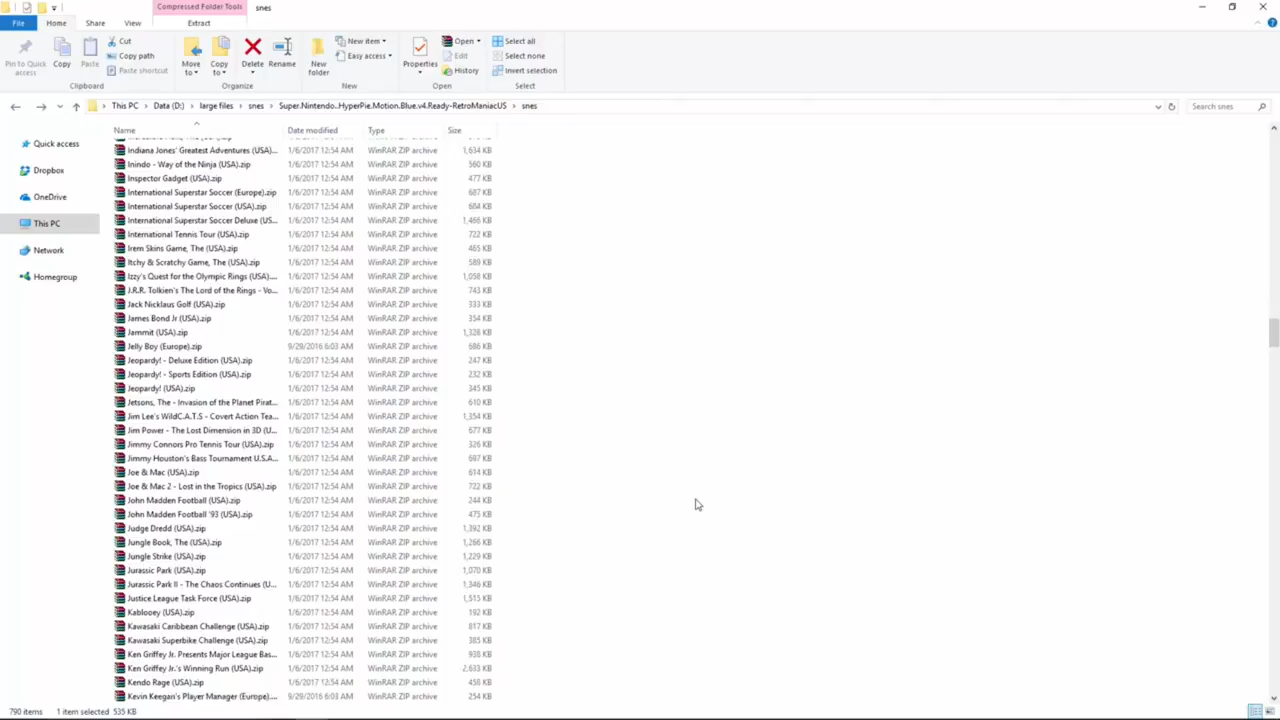 Compressed Folder Tools snes
File Home Share View Extract
Pin to Quick access
Copy
Paste
Cut
Copy path
Paste shortcut
Move to
Copy to
Delete
Rename
New folder
New item
Easy access
Properties
Open
Edit
History
Select all
Select none
Invert selection
Clipboard Organize New Open Select
This PC > Data (D:) > large files > snes > Super.Nintendo..HyperPie.Motion.Blue.v4.Ready-RetroManiacUS > snes
Search snes
Quick access
Dropbox
OneDrive
This PC
Network
Homegroup
Name Date modified Type Size
Indiana Jones' Greatest Adventures (USA)... 1/6/2017 12:54 AM WinRAR ZIP archive 1,634 KB
Inindo - Way of the Ninja (USA).zip 1/6/2017 12:54 AM WinRAR ZIP archive 560 KB
Inspector Gadget (USA).zip 1/6/2017 12:54 AM WinRAR ZIP archive 477 KB
International Superstar Soccer (Europe).zip 1/6/2017 12:54 AM WinRAR ZIP archive 687 KB
International Superstar Soccer (USA).zip 1/6/2017 12:54 AM WinRAR ZIP archive 684 KB
International Superstar Soccer Deluxe (US... 1/6/2017 12:54 AM WinRAR ZIP archive 1,466 KB
International Tennis Tour (USA).zip 1/6/2017 12:54 AM WinRAR ZIP archive 722 KB
Irem Skins Game, The (USA).zip 1/6/2017 12:54 AM WinRAR ZIP archive 465 KB
Itchy & Scratchy Game, The (USA).zip 1/6/2017 12:54 AM WinRAR ZIP archive 589 KB
Izzy's Quest for the Olympic Rings (USA).... 1/6/2017 12:54 AM WinRAR ZIP archive 1,058 KB
J.R.R. Tolkien's The Lord of the Rings - Vo... 1/6/2017 12:54 AM WinRAR ZIP archive 743 KB
Jack Nicklaus Golf (USA).zip 1/6/2017 12:54 AM WinRAR ZIP archive 333 KB
James Bond Jr (USA).zip 1/6/2017 12:54 AM WinRAR ZIP archive 354 KB
Jammit (USA).zip 1/6/2017 12:54 AM WinRAR ZIP archive 1,328 KB
Jelly Boy (Europe).zip 9/29/2016 6:03 AM WinRAR ZIP archive 686 KB
Jeopardy! - Deluxe Edition (USA).zip 1/6/2017 12:54 AM WinRAR ZIP archive 247 KB
Jeopardy! - Sports Edition (USA).zip 1/6/2017 12:54 AM WinRAR ZIP archive 232 KB
Jeopardy! (USA).zip 1/6/2017 12:54 AM WinRAR ZIP archive 345 KB
Jetsons, The - Invasion of the Planet Pirat... 1/6/2017 12:54 AM WinRAR ZIP archive 610 KB
Jim Lee's WildC.A.T.S - Covert Action Tea... 1/6/2017 12:54 AM WinRAR ZIP archive 1,354 KB
Jim Power - The Lost Dimension in 3D (U... 1/6/2017 12:54 AM WinRAR ZIP archive 677 KB
Jimmy Connors Pro Tennis Tour (USA).zip 1/6/2017 12:54 AM WinRAR ZIP archive 326 KB
Jimmy Houston's Bass Tournament U.S.A... 1/6/2017 12:54 AM WinRAR ZIP archive 687 KB
Joe & Mac (USA).zip 1/6/2017 12:54 AM WinRAR ZIP archive 614 KB
Joe & Mac 2 - Lost in the Tropics (USA).zip 1/6/2017 12:54 AM WinRAR ZIP archive 722 KB
John Madden Football (USA).zip 1/6/2017 12:54 AM WinRAR ZIP archive 244 KB
John Madden Football '93 (USA).zip 1/6/2017 12:54 AM WinRAR ZIP archive 475 KB
Judge Dredd (USA).zip 1/6/2017 12:54 AM WinRAR ZIP archive 1,392 KB
Jungle Book, The (USA).zip 1/6/2017 12:54 AM WinRAR ZIP archive 1,266 KB
Jungle Strike (USA).zip 1/6/2017 12:54 AM WinRAR ZIP archive 1,229 KB
Jurassic Park (USA).zip 1/6/2017 12:54 AM WinRAR ZIP archive 1,070 KB
Jurassic Park II - The Chaos Continues (U... 1/6/2017 12:54 AM WinRAR ZIP archive 1,346 KB
Justice League Task Force (USA).zip 1/6/2017 12:54 AM WinRAR ZIP archive 1,515 KB
Kablooey (USA).zip 1/6/2017 12:54 AM WinRAR ZIP archive 192 KB
Kawasaki Caribbean Challenge (USA).zip 1/6/2017 12:54 AM WinRAR ZIP archive 817 KB
Kawasaki Superbike Challenge (USA).zip 1/6/2017 12:54 AM WinRAR ZIP archive 385 KB
Ken Griffey Jr. Presents Major League Bas... 1/6/2017 12:54 AM WinRAR ZIP archive 938 KB
Ken Griffey Jr.'s Winning Run (USA).zip 1/6/2017 12:54 AM WinRAR ZIP archive 2,633 KB
Kendo Rage (USA).zip 1/6/2017 12:54 AM WinRAR ZIP archive 458 KB
Kevin Keegan's Player Manager (Europe).... 9/29/2016 6:03 AM WinRAR ZIP archive 254 KB
790 items 1 item selected 535 KB